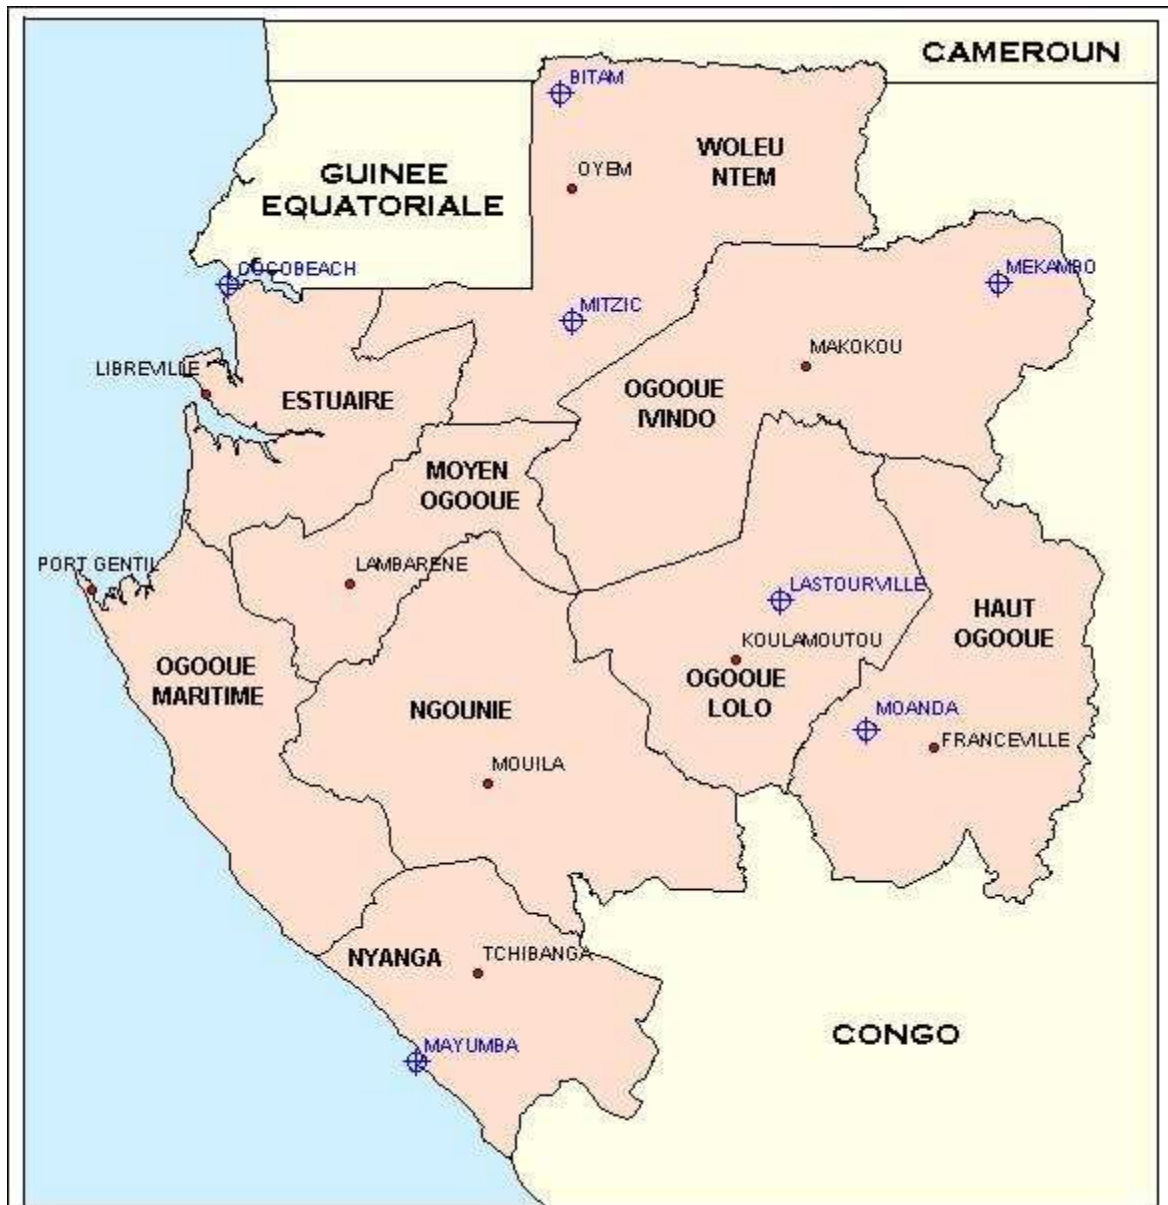 CAMEROUN
BITAM
WOLEU
NTEM
OYEM
GUINEE
EQUATORIALE
COCOBEACH
MEKAMBO
MITZIC
MAKOKOU
LIBREVILLE
ESTUAIRE
OGOOUE
IVINDO
MOYEN
OGOOUE
PORT GENTIL
LAMBARENE
LASTOURVILLE
HAUT
OGOOUE
KOULAMOUTOU
OGOOUE
MARITIME
OGOOUE
LOLO
NGOUNIE
MOANDA
FRANCEVILLE
MOUILA
NYANGA
TCHIBANGA
CONGO
MAYUMBA